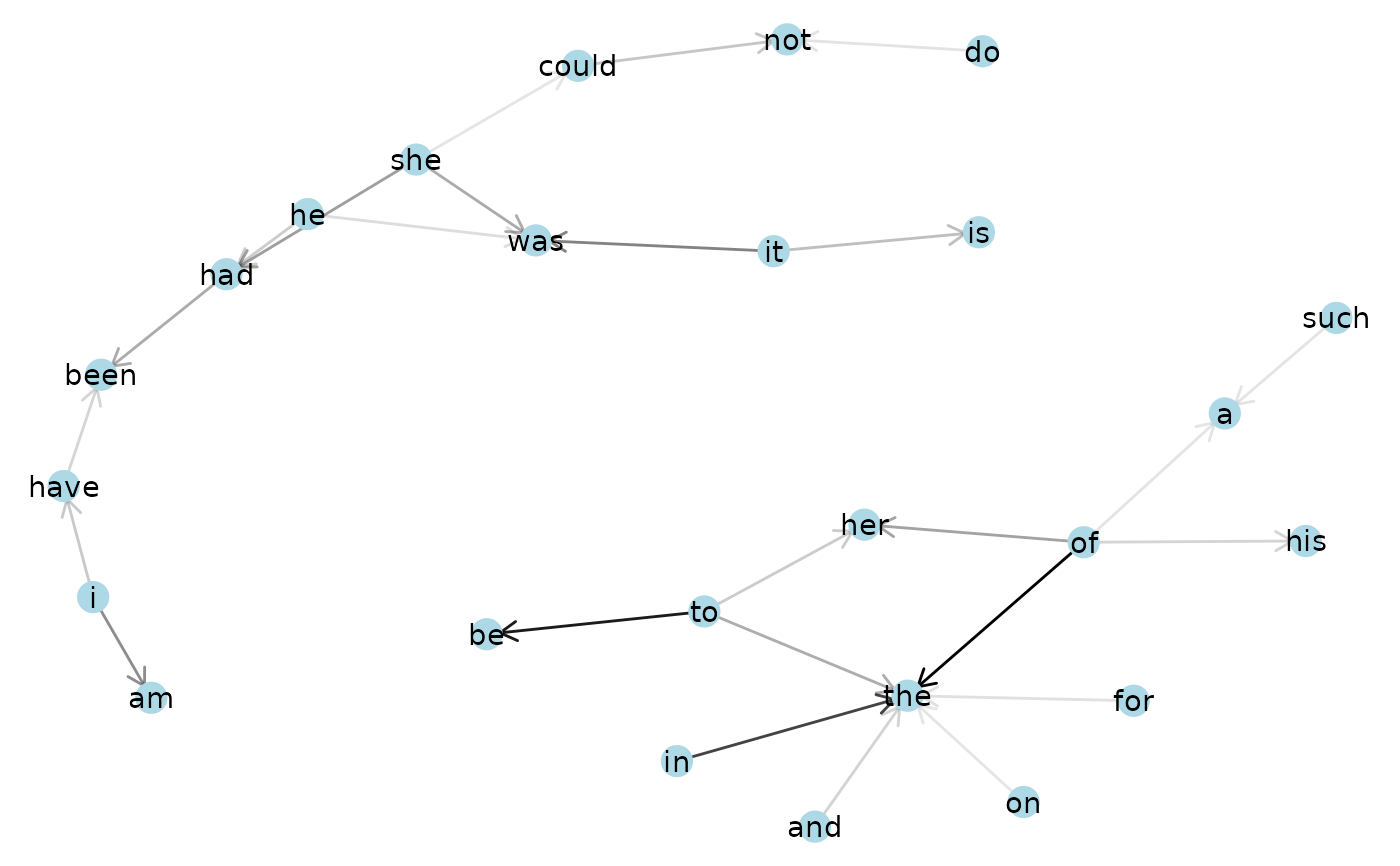 not
do
could
she
he
was
it
is
had
such
been
a
have
her
of
his
i
to
be
am
the
for
in
on
and